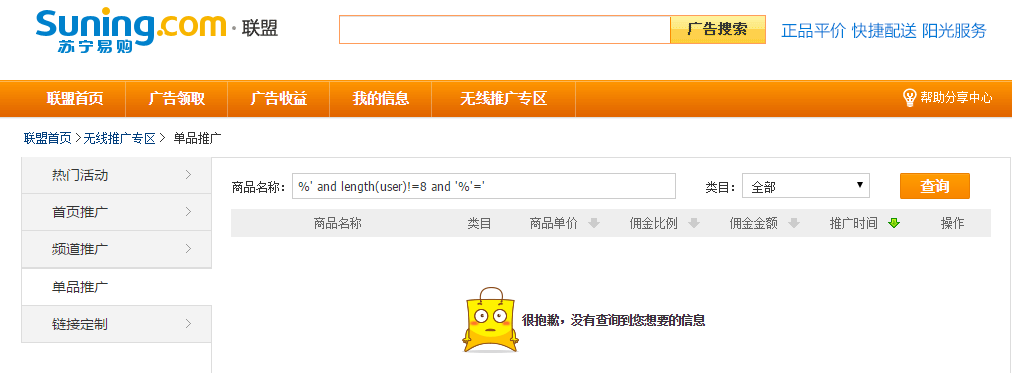 Suning.com · 联盟
苏宁易购
广告搜索
正品平价 快捷配送 阳光服务
联盟首页 广告领取 广告收益 我的信息 无线推广专区 帮助分享中心
联盟首页 > 无线推广专区 > 单品推广
热门活动
首页推广
频道推广
单品推广
链接定制
商品名称: %' and length(user)!=8 and '%'=' 类目: 全部 查询
商品名称 类目 商品单价 佣金比例 佣金金额 推广时间 操作
很抱歉，没有查询到您想要的信息